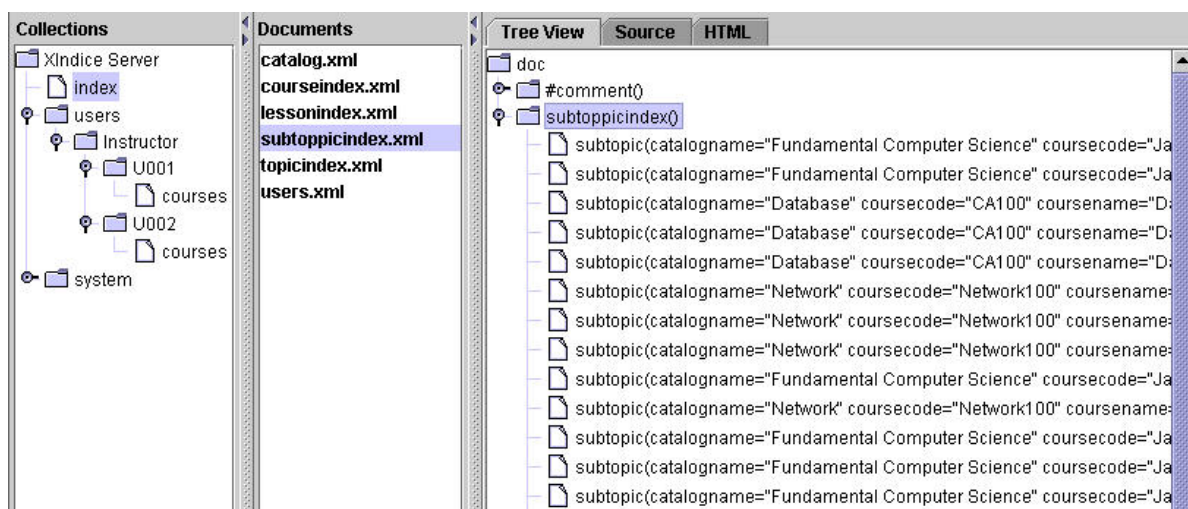 Collections
XIndice Server
index
users
Instructor
U001
courses
U002
courses
system
Documents
catalog.xml
courseindex.xml
lessonindex.xml
subtoppicindex.xml
topicindex.xml
users.xml
Tree View Source HTML
doc
#comment()
subtoppicindex()
subtopic(catalogname="Fundamental Computer Science" coursecode="Ja
subtopic(catalogname="Fundamental Computer Science" coursecode="Ja
subtopic(catalogname="Database" coursecode="CA100" coursename="D
subtopic(catalogname="Database" coursecode="CA100" coursename="D
subtopic(catalogname="Database" coursecode="CA100" coursename="D
subtopic(catalogname="Network" coursecode="Network100" coursename=
subtopic(catalogname="Network" coursecode="Network100" coursename=
subtopic(catalogname="Network" coursecode="Network100" coursename=
subtopic(catalogname="Fundamental Computer Science" coursecode="Ja
subtopic(catalogname="Network" coursecode="Network100" coursename=
subtopic(catalogname="Fundamental Computer Science" coursecode="Ja
subtopic(catalogname="Fundamental Computer Science" coursecode="Ja
subtopic(catalogname="Fundamental Computer Science" coursecode="Ja